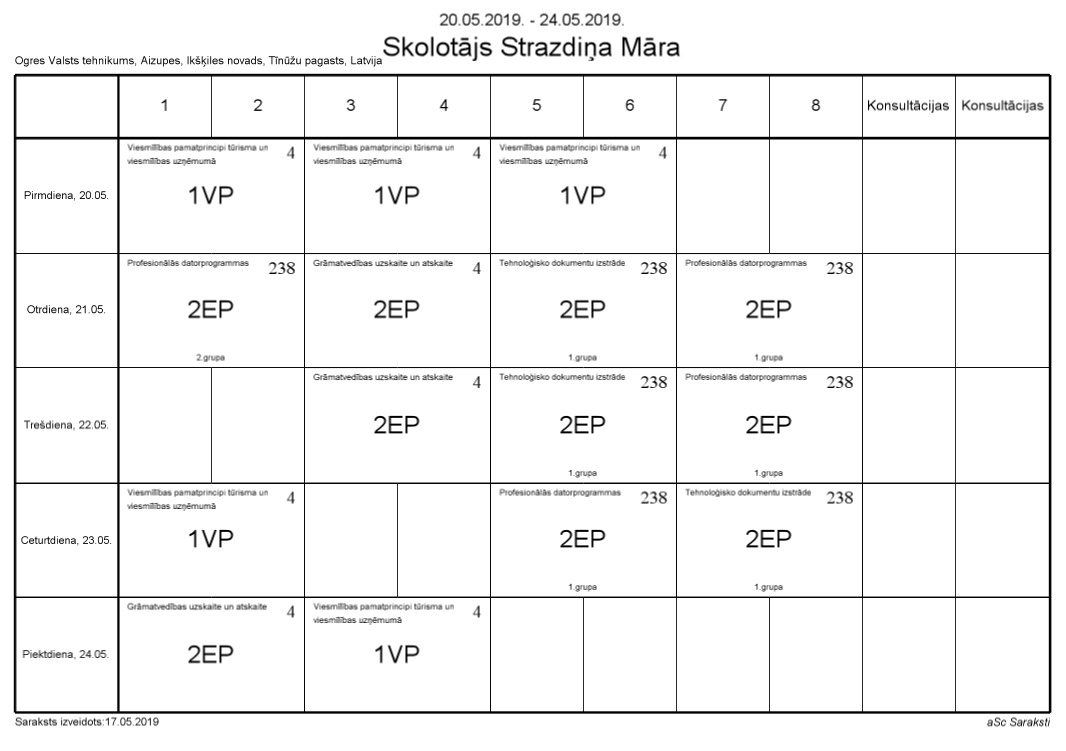 20.05.2019. - 24.05.2019.
Skolotājs Strazdiņa Māra
Ogres Valsts tehnikums, Aizupes, Ikšķiles novads, Tīnūžu pagasts, Latvija
1 2 3 4 5 6 7 8 Konsultācijas Konsultācijas
Pirmdiena, 20.05.
Viesmīlības pamatprincipi tūrisma un
viesmīlības uzņēmumā
4
1VP
Viesmīlības pamatprincipi tūrisma un
viesmīlības uzņēmumā
4
1VP
Viesmīlības pamatprincipi tūrisma un
viesmīlības uzņēmumā
4
1VP
Otrdiena, 21.05.
Profesionālās datorprogrammas
238
2EP
2.grupa
Grāmatvedības uzskaite un atskaite
4
2EP
Tehnoloģisko dokumentu izstrāde
238
2EP
1.grupa
Profesionālās datorprogrammas
238
2EP
1.grupa
Trešdiena, 22.05.
Grāmatvedības uzskaite un atskaite
4
2EP
Tehnoloģisko dokumentu izstrāde
238
2EP
1.grupa
Profesionālās datorprogrammas
238
2EP
1.grupa
Ceturtdiena, 23.05.
Viesmīlības pamatprincipi tūrisma un
viesmīlības uzņēmumā
4
1VP
Profesionālās datorprogrammas
238
2EP
1.grupa
Tehnoloģisko dokumentu izstrāde
238
2EP
1.grupa
Piektdiena, 24.05.
Grāmatvedības uzskaite un atskaite
4
2EP
Viesmīlības pamatprincipi tūrisma un
viesmīlības uzņēmumā
4
1VP
Saraksts izveidots:17.05.2019
aSc Saraksti